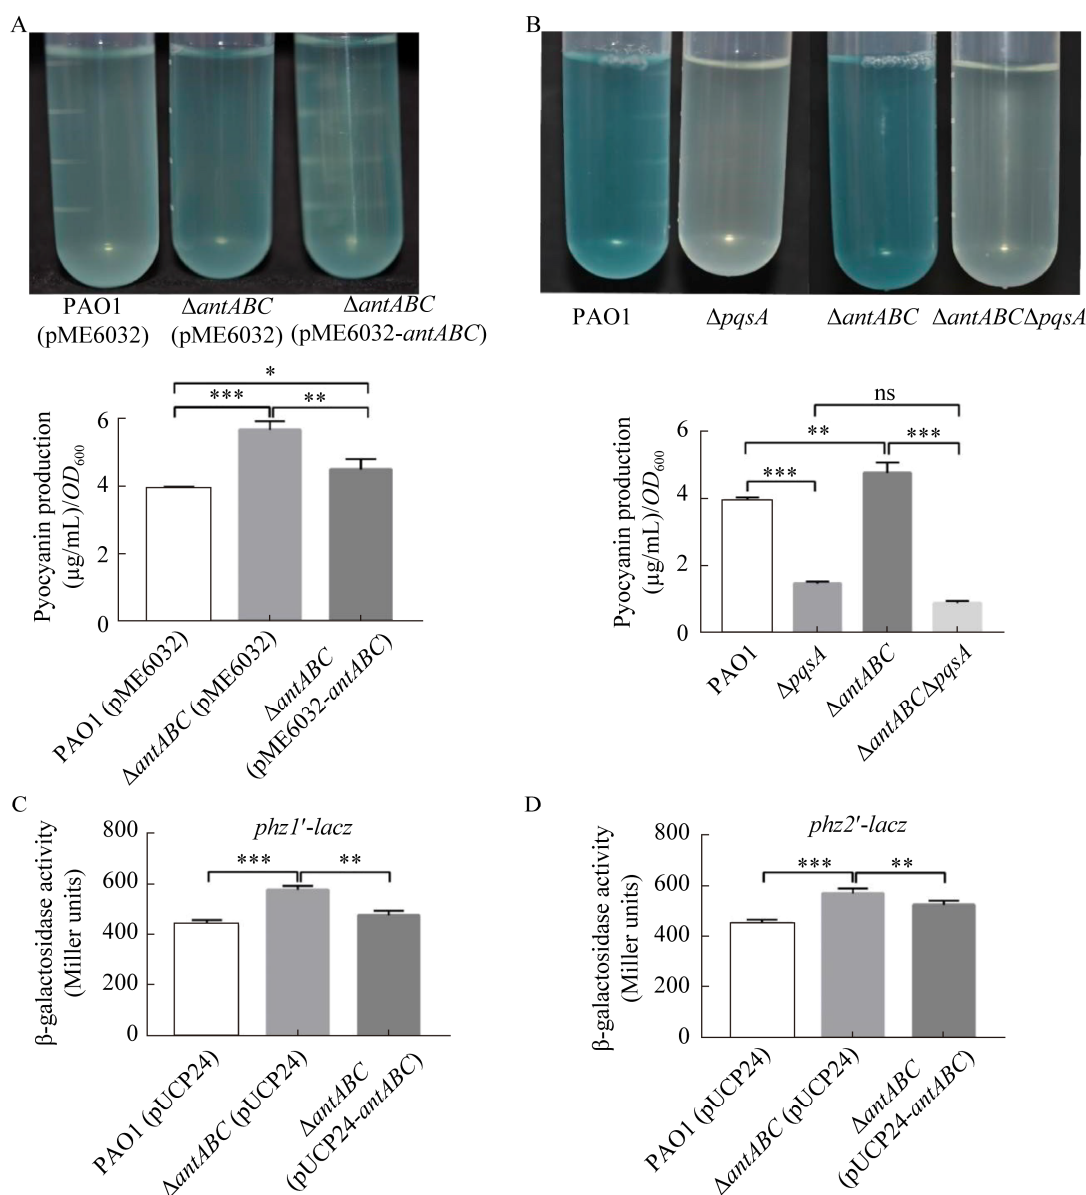 A
PAO1
(pME6032)
ΔantABC
(pME6032)
ΔantABC
(pME6032-antABC)
Pyocyanin production
(μg/mL)/OD600
6
4
2
0
*
***
**
PAO1 (pME6032)
ΔantABC (pME6032)
ΔantABC
(pME6032-antABC)
B
PAO1
ΔpqsA
ΔantABC
ΔantABCΔpqsA
Pyocyanin production
(μg/mL)/OD600
6
4
2
0
ns
**
***
***
PAO1
ΔpqsA
ΔantABC
ΔantABCΔpqsA
C
phz1'-lacz
β-galactosidase activity
(Miller units)
800
600
400
200
0
***
**
PAO1 (pUCP24)
ΔantABC (pUCP24)
ΔantABC
(pUCP24-antABC)
D
phz2'-lacz
β-galactosidase activity
(Miller units)
800
600
400
200
0
***
**
PAO1 (pUCP24)
ΔantABC (pUCP24)
ΔantABC
(pUCP24-antABC)